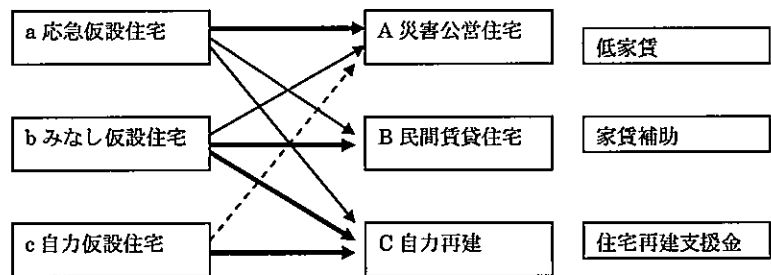 a 応急仮設住宅
A 災害公営住宅
低家賃
b みなし仮設住宅
B 民間賃貸住宅
家賃補助
c 自力仮設住宅
C 自力再建
住宅再建支援金